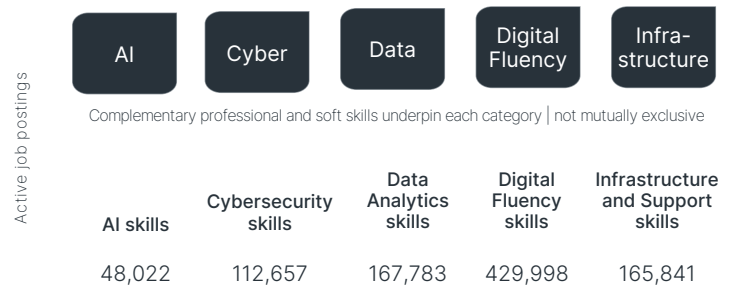 AI
Cyber
Data
Digital
Fluency
Infra-
structure
Complementary professional and soft skills underpin each category | not mutually exclusive
Active job postings
AI skills
Cybersecurity
skills
Data
Analytics
skills
Digital
Fluency
skills
Infrastructure
and Support
skills
48,022
112,657
167,783
429,998
165,841